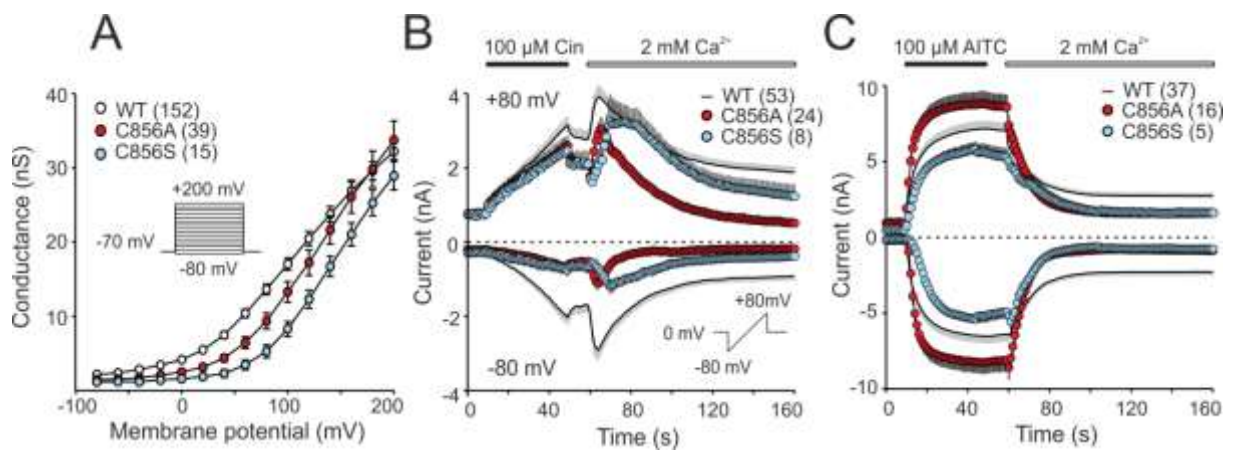 A
WT (152)
C856A (39)
C856S (15)
+200 mV
-70 mV
-80 mV
Conductance (nS)
40
30
20
10
-100
0
100
200
Membrane potential (mV)
B
100 µM Cin
2 mM Ca²⁺
+80 mV
WT (53)
C856A (24)
C856S (8)
Current (nA)
4
2
0
-2
-4
-80 mV
0 mV
+80mV
-80 mV
0
40
80
160
Time (s)
C
100 µM AITC
2 mM Ca²⁺
WT (37)
C856A (16)
C856S (5)
Current (nA)
10
5
0
-5
-10
0
40
80
160
Time (s)